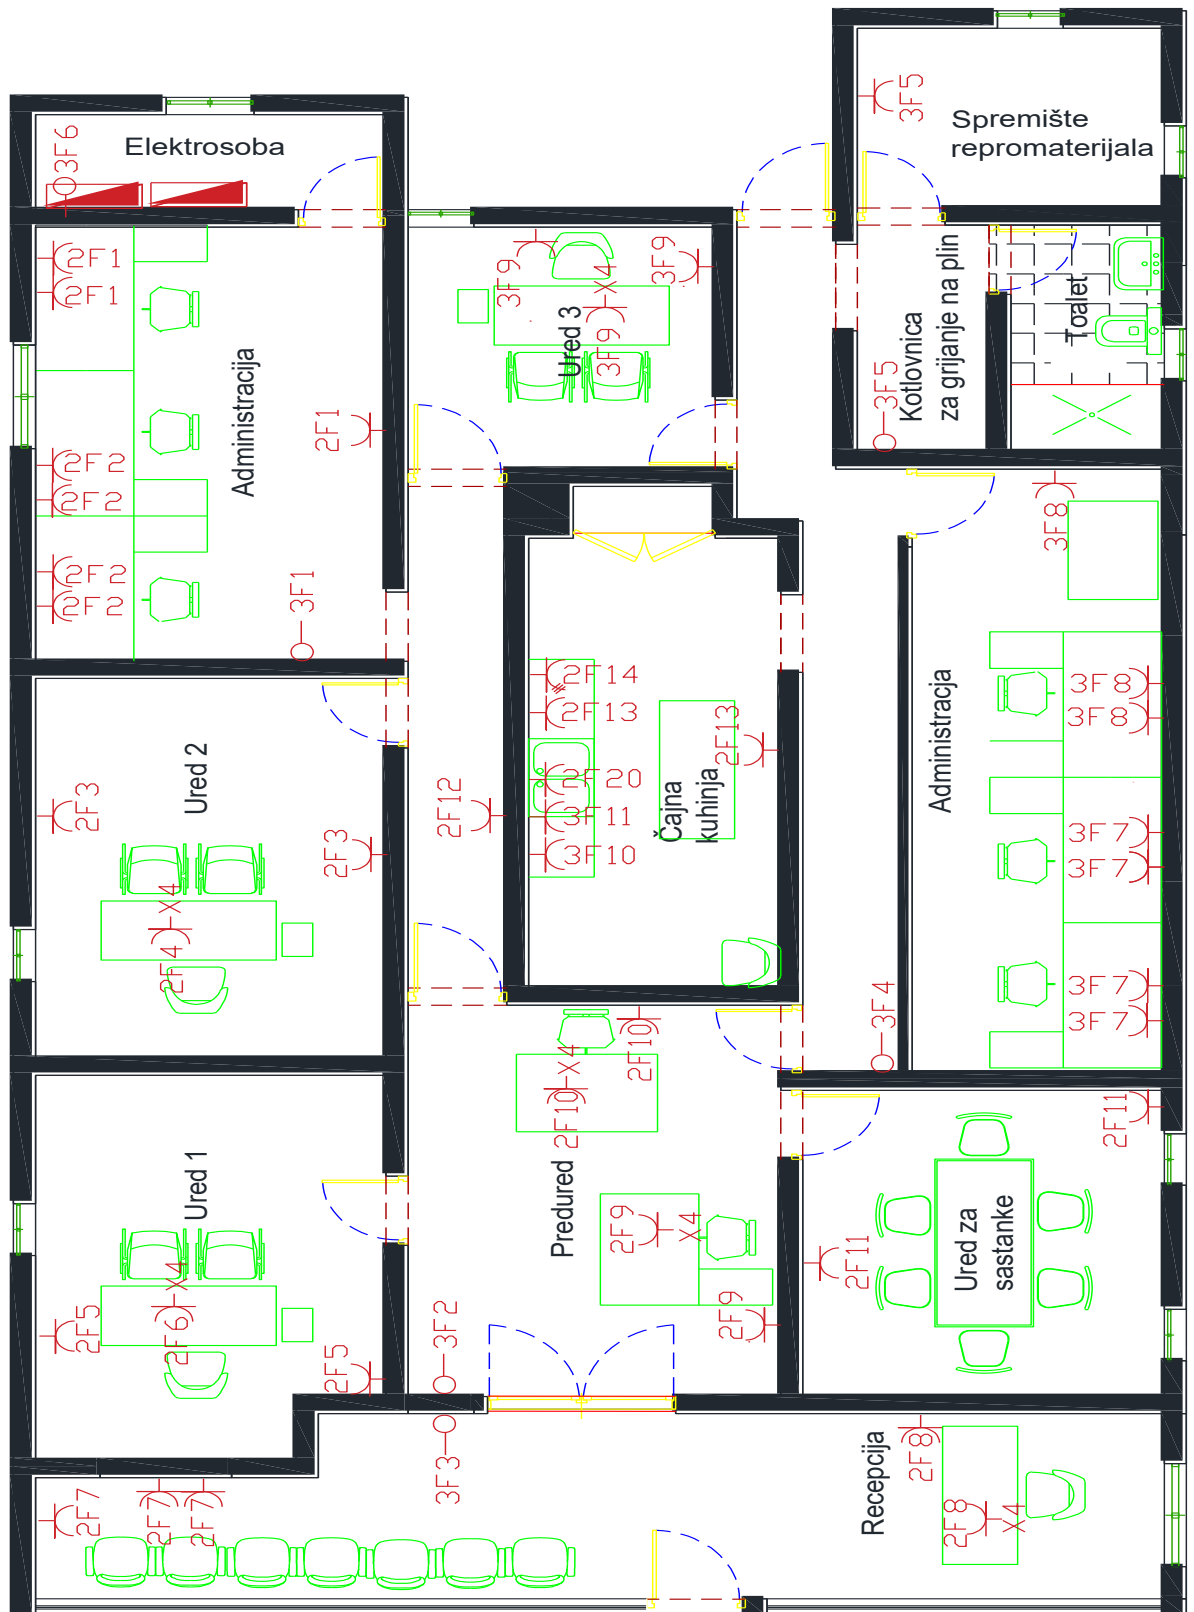 3F5
Spremište
repromaterijala
Elektrosoba
3F6
2F1
2F1
3F9
X4
3F9
3F9
Ured 3
Kotlovnica
za grijanje na plin
Toalet
3F5
Administracija
2F1
2F2
2F2
2F2
2F2
3F1
3F8
2F14
2F13
2F20
3F11
3F10
2F13
Čajna
kuhinja
Administracja
3F8
3F8
3F7
3F7
3F7
3F7
Ured 2
2F3
2F3
2F12
X4
2F4
3F4
2F10
X4
2F10
2F11
Ured 1
Predured
2F9
X4
2F11
Ured za
sastanke
2F5
X4
2F6
2F5
3F2
2F9
3F3
Recepcija
2F8
2F8
X4
2F7
2F7
2F7